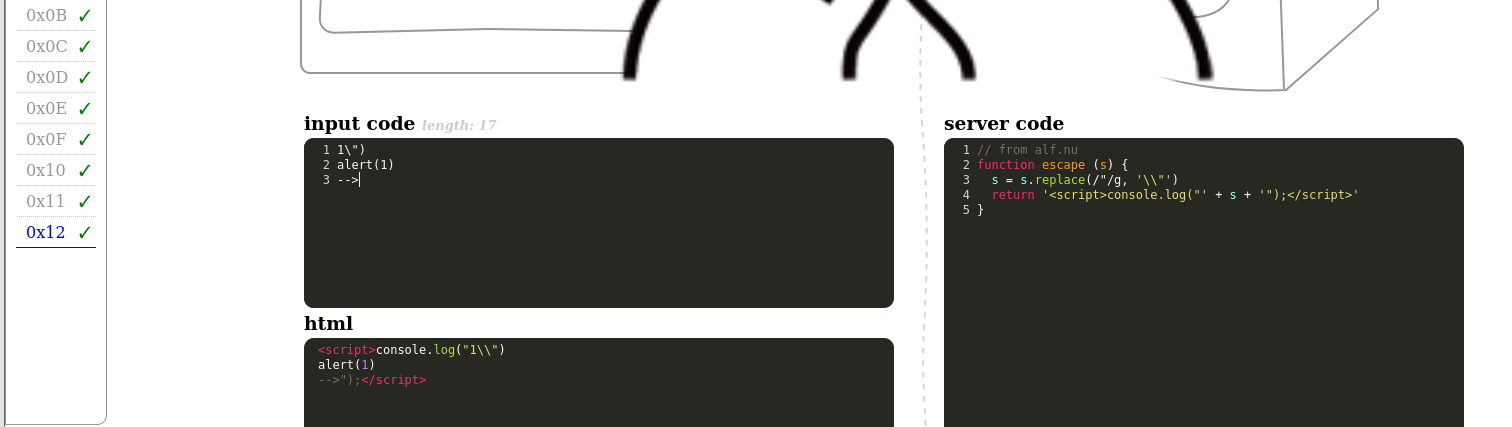 0x0B ✓
0x0C ✓
0x0D ✓
0x0E ✓
0x0F ✓
0x10 ✓
0x11 ✓
0x12 ✓
input code length: 17
1 1\")
2 alert(1)
3 -->
html
<script>console.log("1\\")
alert(1)
-->");</script>
server code
1 // from alf.nu
2 function escape (s) {
3   s = s.replace(/"/g, '\\"')
4   return '<script>console.log("' + s + '");</script>'
5 }